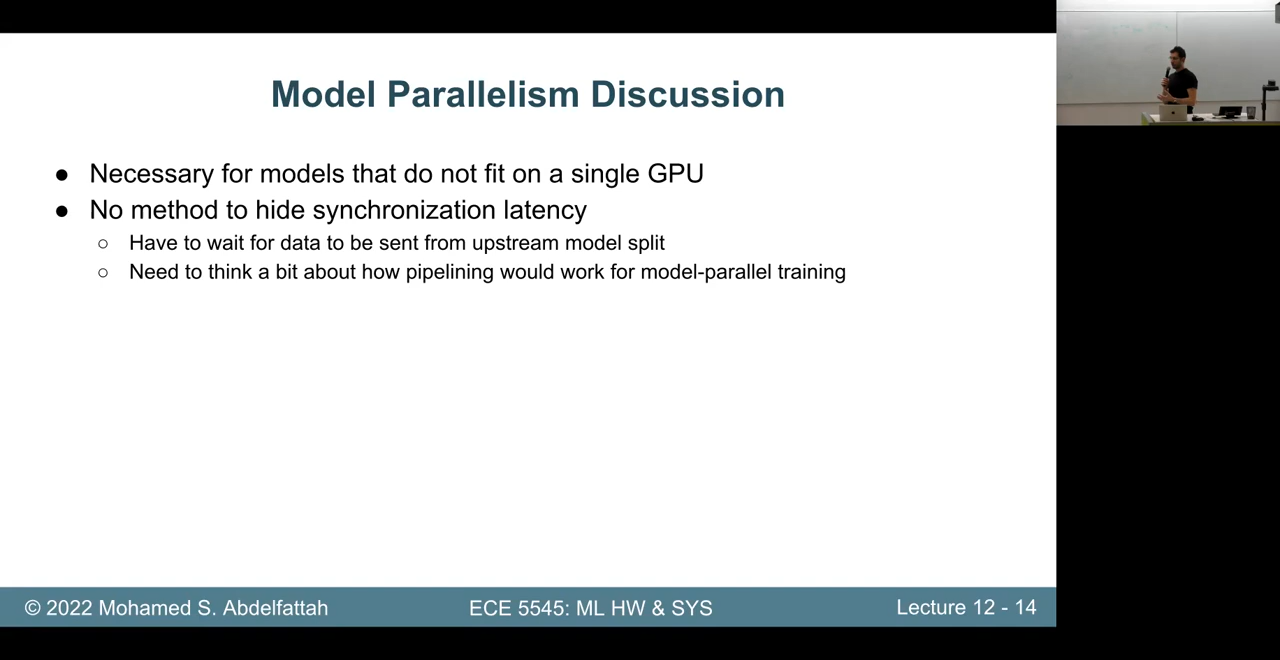 Model Parallelism Discussion
● Necessary for models that do not fit on a single GPU
● No method to hide synchronization latency
○ Have to wait for data to be sent from upstream model split
○ Need to think a bit about how pipelining would work for model-parallel training
© 2022 Mohamed S. Abdelfattah
ECE 5545: ML HW & SYS
Lecture 12 - 14